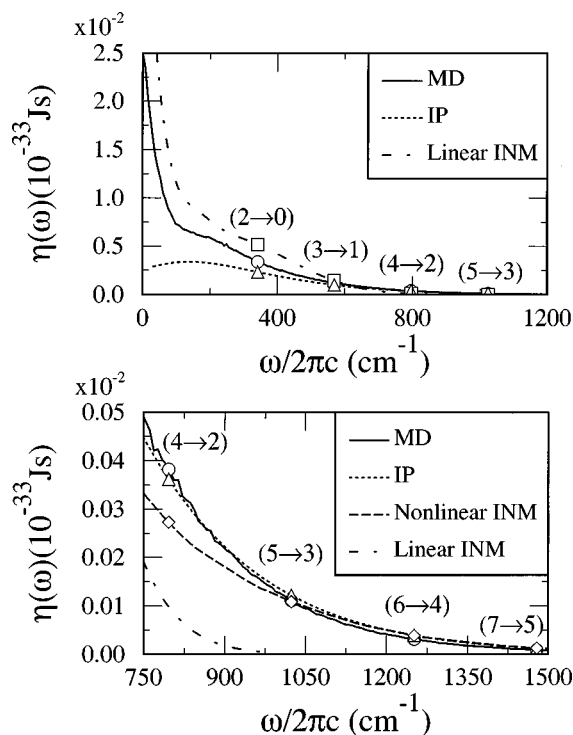 x10⁻²
2.5
2.0
1.5
1.0
0.5
0.0
η(ω)(10⁻³³Js)
MD
IP
Linear INM
(2→0)
(3→1)
(4→2)
(5→3)
0 400 800 1200
ω/2πc (cm⁻¹)
x10⁻²
0.05
0.04
0.03
0.02
0.01
0.00
η(ω)(10⁻³³Js)
MD
IP
Nonlinear INM
Linear INM
(4→2)
(5→3)
(6→4)
(7→5)
750 900 1050 1200 1350 1500
ω/2πc (cm⁻¹)